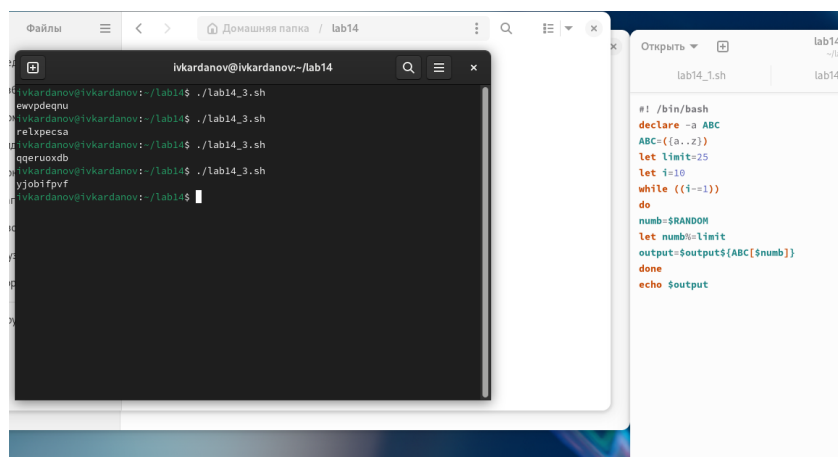 Файлы
Домашняя папка / lab14
ivkardanov@ivkardanov:~/lab14
ivkardanov@ivkardanov:~/lab14$ ./lab14_3.sh
ewvpdeqnu
ivkardanov@ivkardanov:~/lab14$ ./lab14_3.sh
relxpecsa
ivkardanov@ivkardanov:~/lab14$ ./lab14_3.sh
qqeruoxdb
ivkardanov@ivkardanov:~/lab14$ ./lab14_3.sh
yjobifpvf
ivkardanov@ivkardanov:~/lab14$
Открыть
lab14
lab14_1.sh
lab14
#! /bin/bash
declare -a ABC
ABC=({a..z})
let limit=25
let i=10
while ((i-=1))
do
numb=$RANDOM
let numb%=limit
output=$output${ABC[$numb]}
done
echo $output